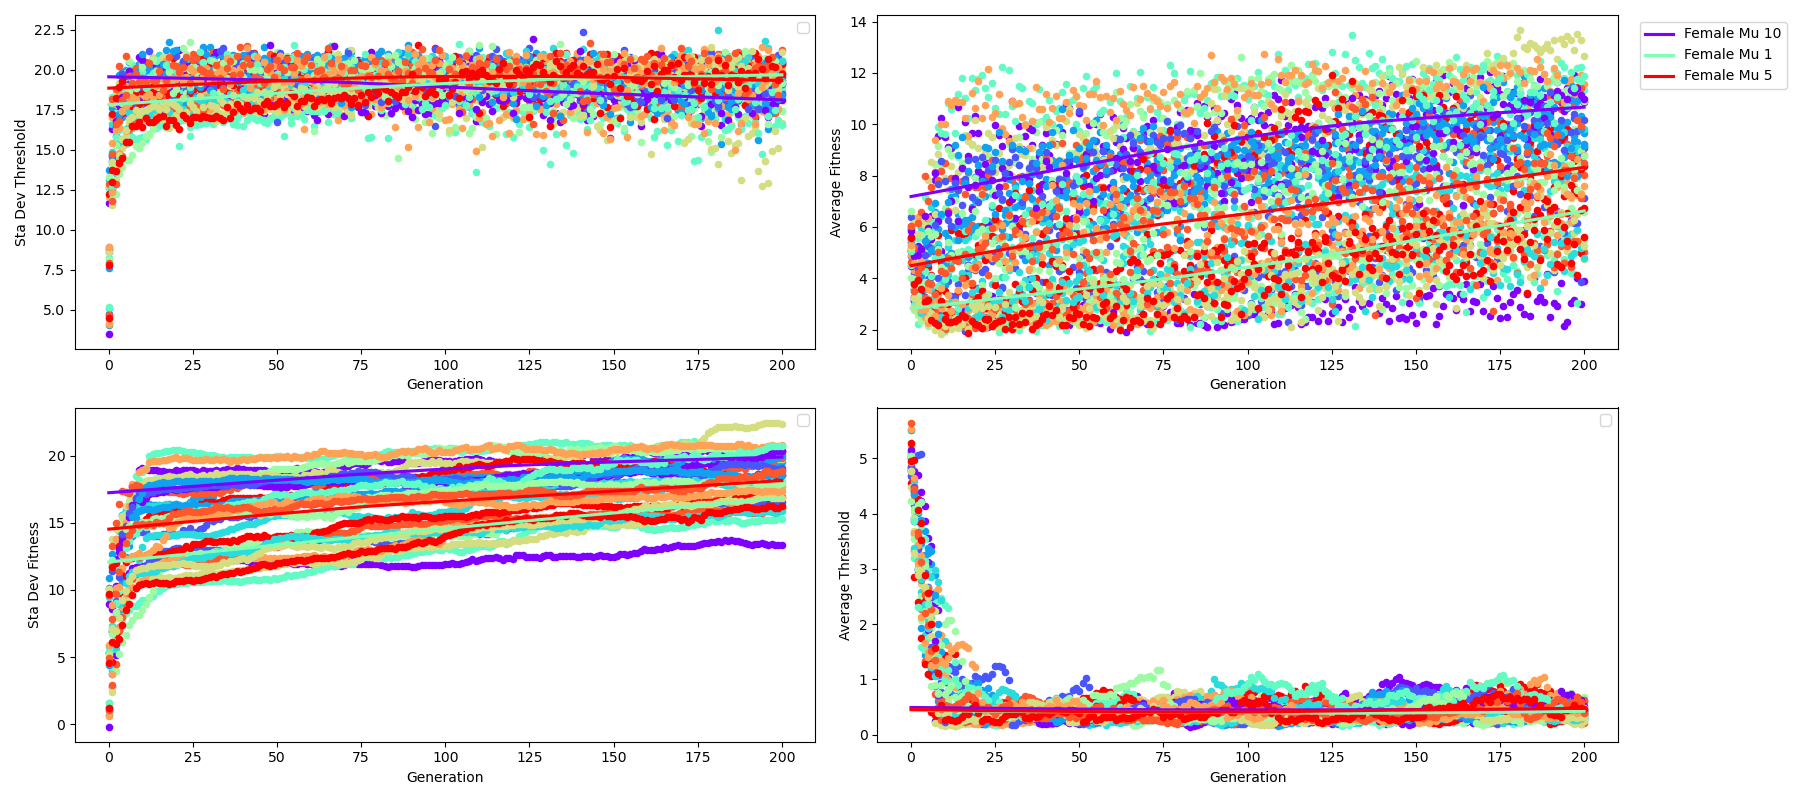 Sta Dev Threshold
22.5
20.0
17.5
15.0
12.5
10.0
7.5
5.0
0 25 50 75 100 125 150 175 200
Generation
Average Fitness
14
12
10
8
6
4
2
0 25 50 75 100 125 150 175 200
Generation
Female Mu 10
Female Mu 1
Female Mu 5
Sta Dev Fitness
20
15
10
5
0
0 25 50 75 100 125 150 175 200
Generation
Average Threshold
5
4
3
2
1
0
0 25 50 75 100 125 150 175 200
Generation